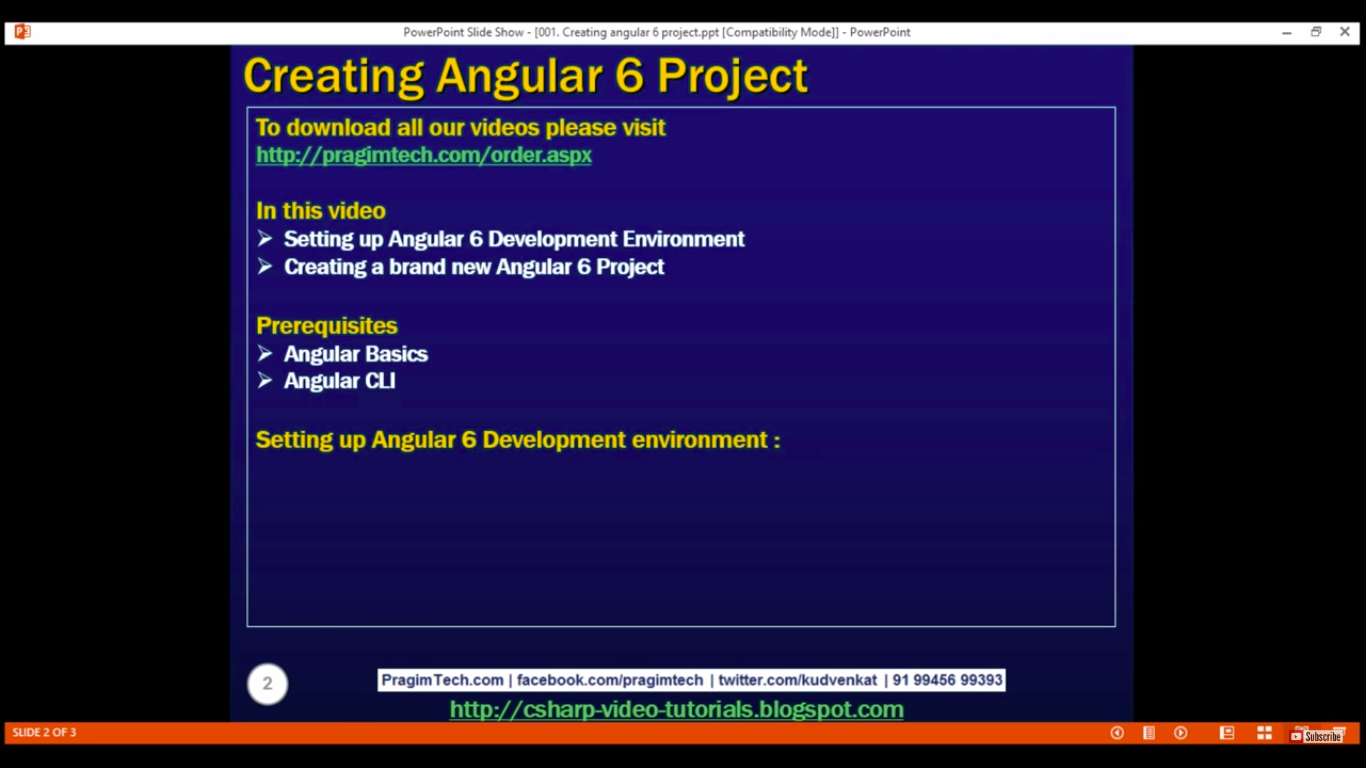 PowerPoint Slide Show - [001. Creating angular 6 project.ppt [Compatibility Mode]] - PowerPoint
Creating Angular 6 Project
To download all our videos please visit
http://pragimtech.com/order.aspx
In this video
➢ Setting up Angular 6 Development Environment
➢ Creating a brand new Angular 6 Project
Prerequisites
➢ Angular Basics
➢ Angular CLI
Setting up Angular 6 Development environment :
2
PragimTech.com | facebook.com/pragimtech | twitter.com/kudvenkat | 91 99456 99393
http://csharp-video-tutorials.blogspot.com
SLIDE 2 OF 3
Subscribe